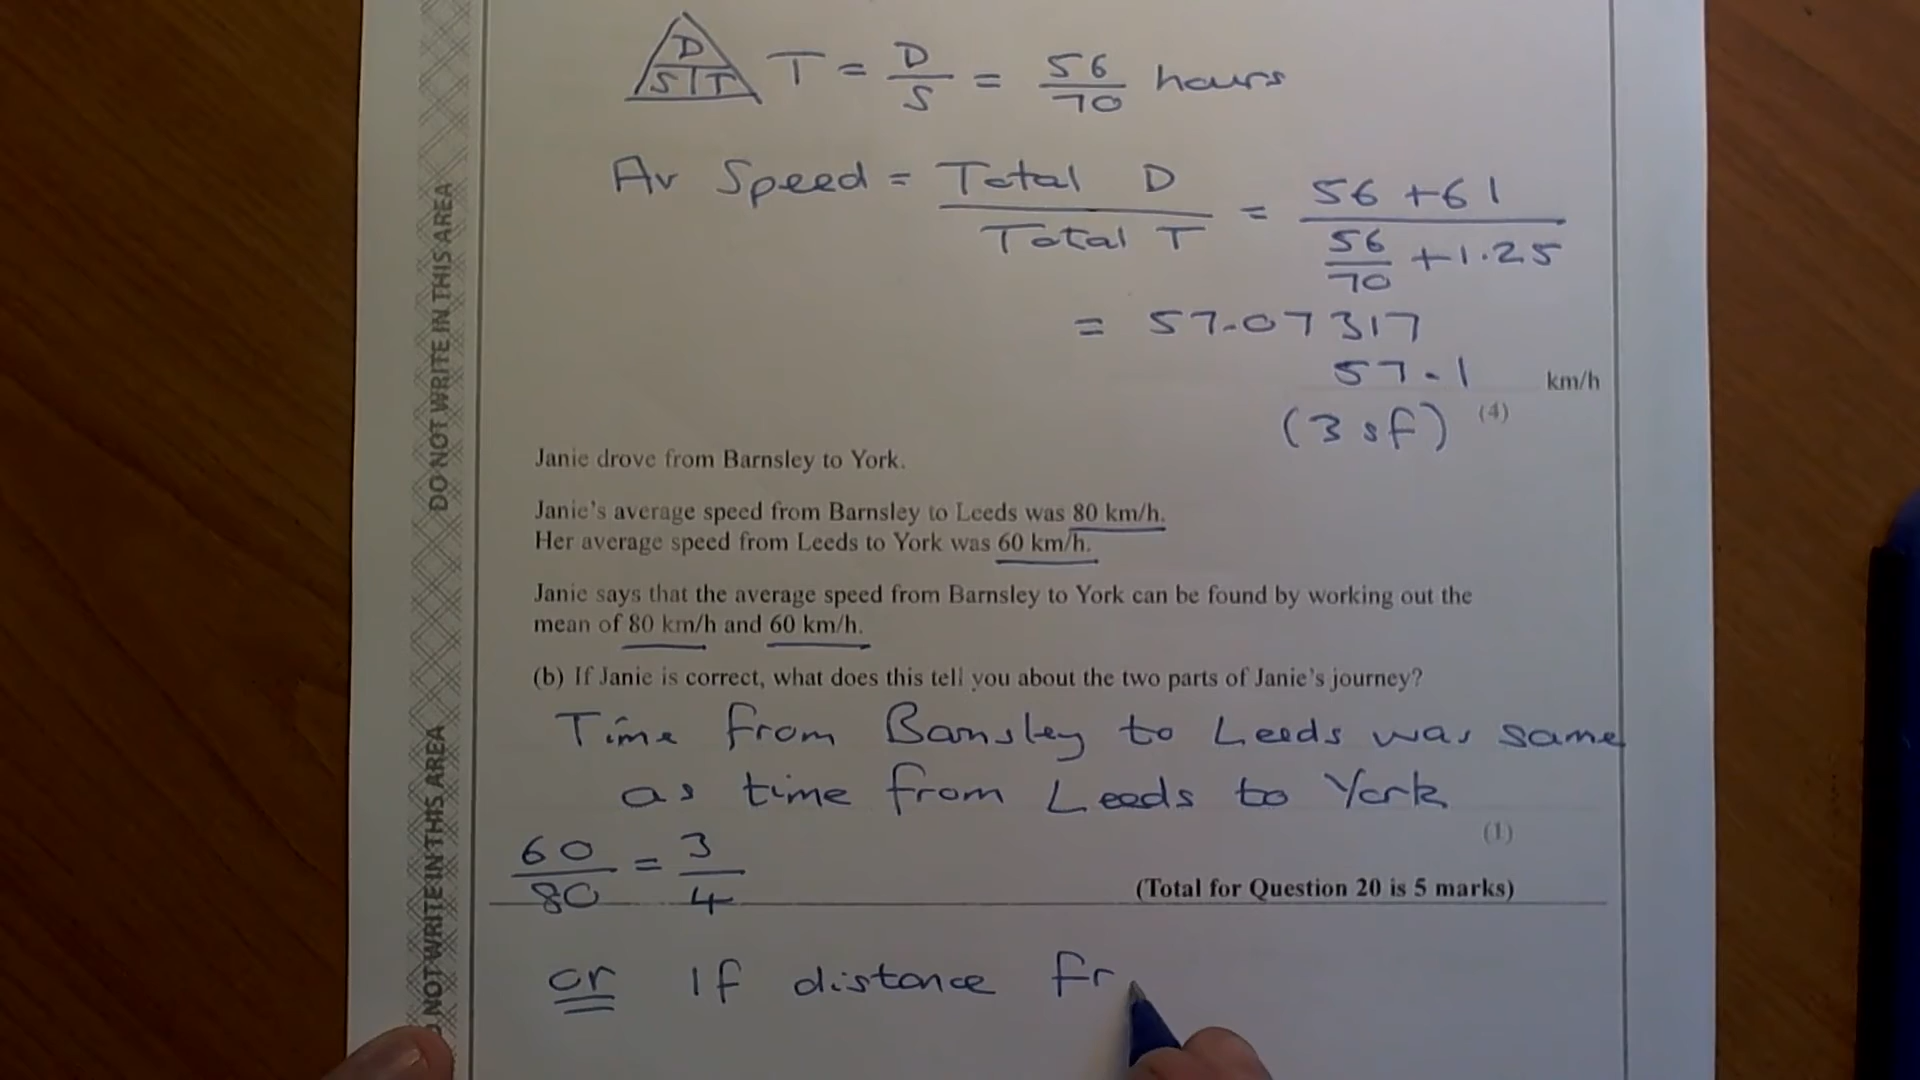 D
S T
T = D/S = 56/70 hours
Av Speed = Total D/Total T = 56 + 61/56/70 + 1.25
= 57.07317
57.1 km/h
(3 sf) (4)
Janie drove from Barnsley to York.
Janie's average speed from Barnsley to Leeds was 80 km/h.
Her average speed from Leeds to York was 60 km/h.
Janie says that the average speed from Barnsley to York can be found by working out the
mean of 80 km/h and 60 km/h.
(b) If Janie is correct, what does this tell you about the two parts of Janie's journey?
Time from Barnsley to Leeds was same
as time from Leeds to York
(1)
60/80 = 3/4
(Total for Question 20 is 5 marks)
or If distance fr
DO NOT WRITE IN THIS AREA
NOT WRITE IN THIS AREA